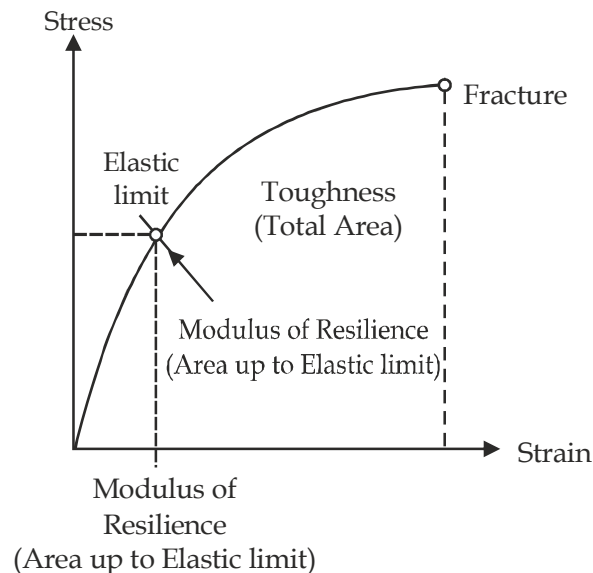 Stress
Fracture
Elastic
limit
Toughness
(Total Area)
Modulus of Resilience
(Area up to Elastic limit)
Strain
Modulus of
Resilience
(Area up to Elastic limit)